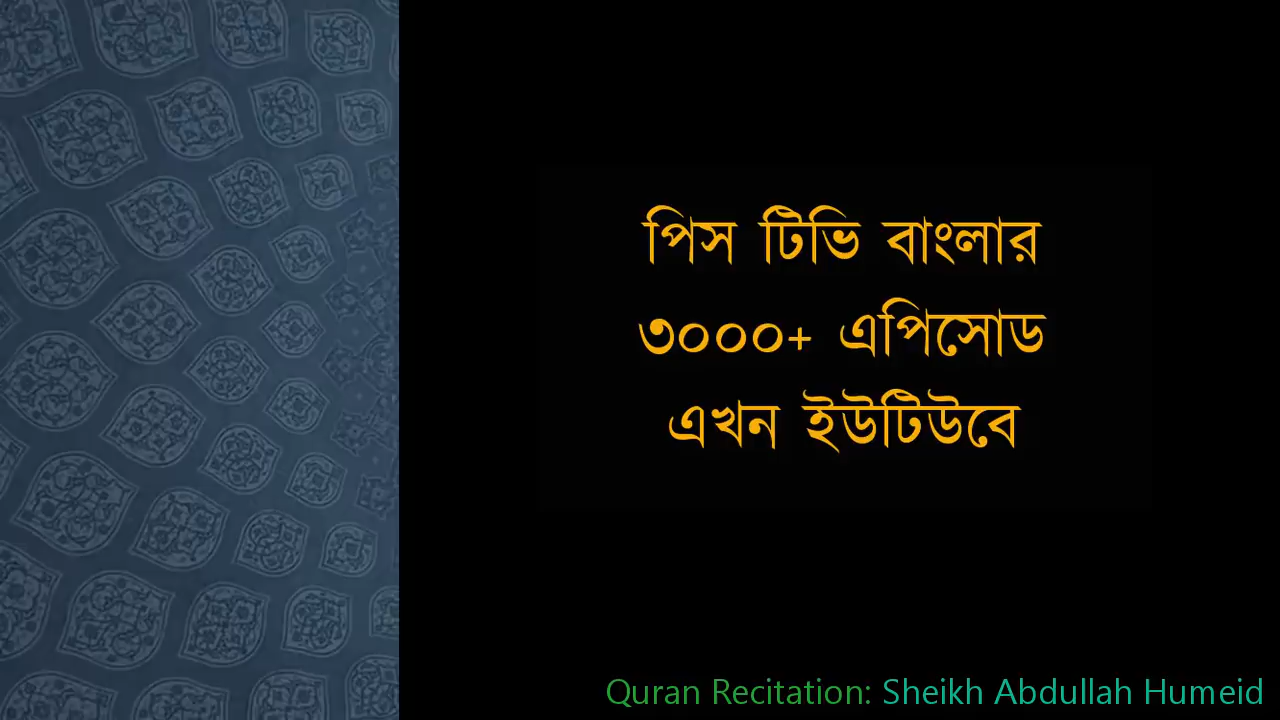 পিস টিভি বাংলার
৩০০০+ এপিসোড
এখন ইউটিউবে
Quran Recitation: Sheikh Abdullah Humeid